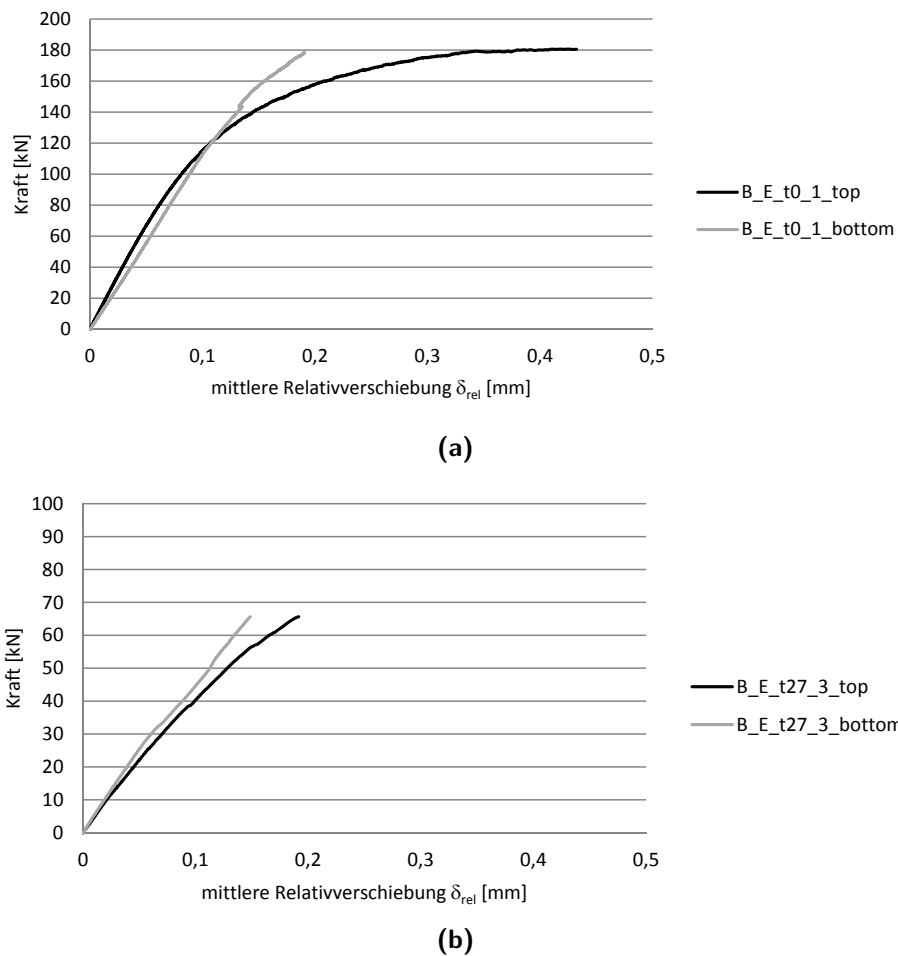 200
180
160
140
120
100
80
60
40
20
0
Kraft [kN]
0 0,1 0,2 0,3 0,4 0,5
mittlere Relativverschiebung δrel [mm]
B_E_t0_1_top
B_E_t0_1_bottom
(a)
100
90
80
70
60
50
40
30
20
10
0
Kraft [kN]
0 0,1 0,2 0,3 0,4 0,5
mittlere Relativverschiebung δrel [mm]
B_E_t27_3_top
B_E_t27_3_bottom
(b)